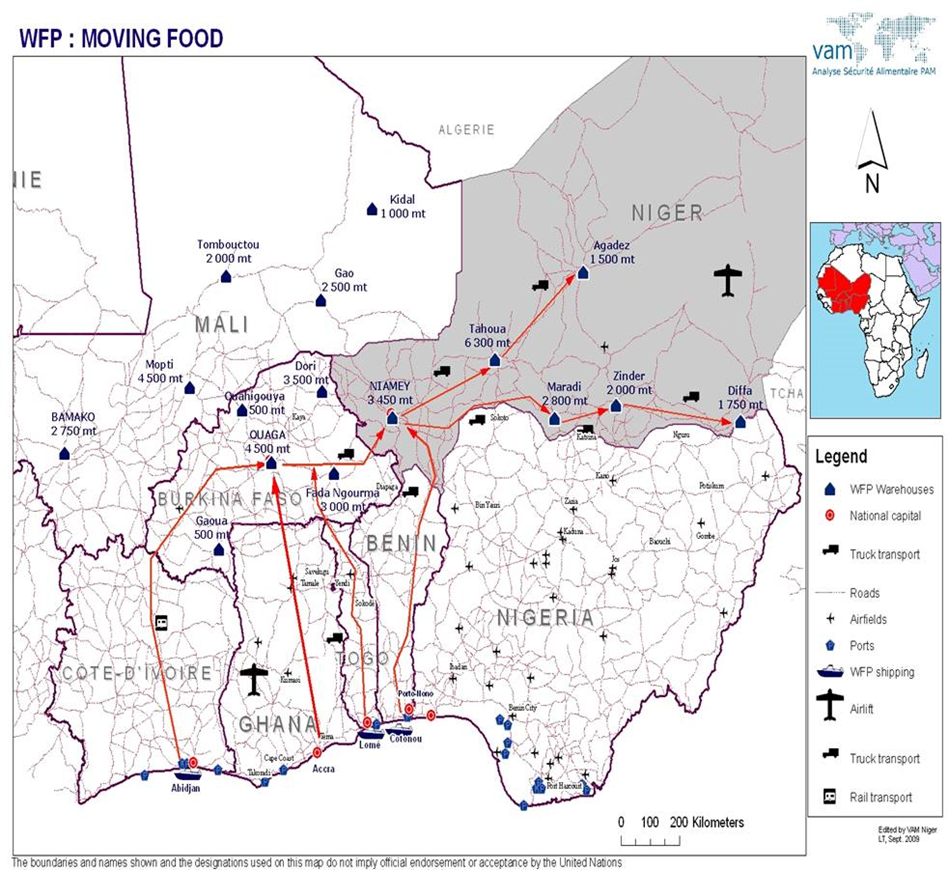 WFP : MOVING FOOD
vam
Analyse Sécurité Alimentaire PAM
N
ALGERIE
NIE
Kidal
1 000 mt
NIGER
Tombouctou
2 000 mt
Agadez
1 500 mt
Gao
2 500 mt
MALI
Tahoua
6 300 mt
Mopti
4 500 mt
Dori
3 500 mt
NIAMEY
3 450 mt
Maradi
2 800 mt
Zinder
2 000 mt
Diffa
1 750 mt
TCHA
Ouahigouya
500 mt
Kaya
BAMAKO
2 750 mt
Sokoto
Katsina
Nguru
OUAGA
4 500 mt
BURKINA FASO
Fada Ngourma
3 000 mt
Diapaga
Kano
Potiskum
Gaoua
500 mt
Bin Yauri
Zaria
Kaduna
Bauchi
Gombe
Jos
BENIN
Savelugu
Tamale
Yendi
Sokode
NIGERIA
CÔTE-D'IVOIRE
TOGO
Kumasi
Ibadan
GHANA
Porto-Novo
Benin City
Tema
Lomé
Cotonou
Cape Coast
Takoradi
Accra
Abidjan
Port Harcourt
0 100 200 Kilometers
Legend
WFP Warehouses
National capital
Truck transport
Roads
Airfields
Ports
WFP shipping
Airlift
Truck transport
Rail transport
Edited by VAM Niger
LT, Sept. 2009
The boundaries and names shown and the designations used on this map do not imply official endorsement or acceptance by the United Nations